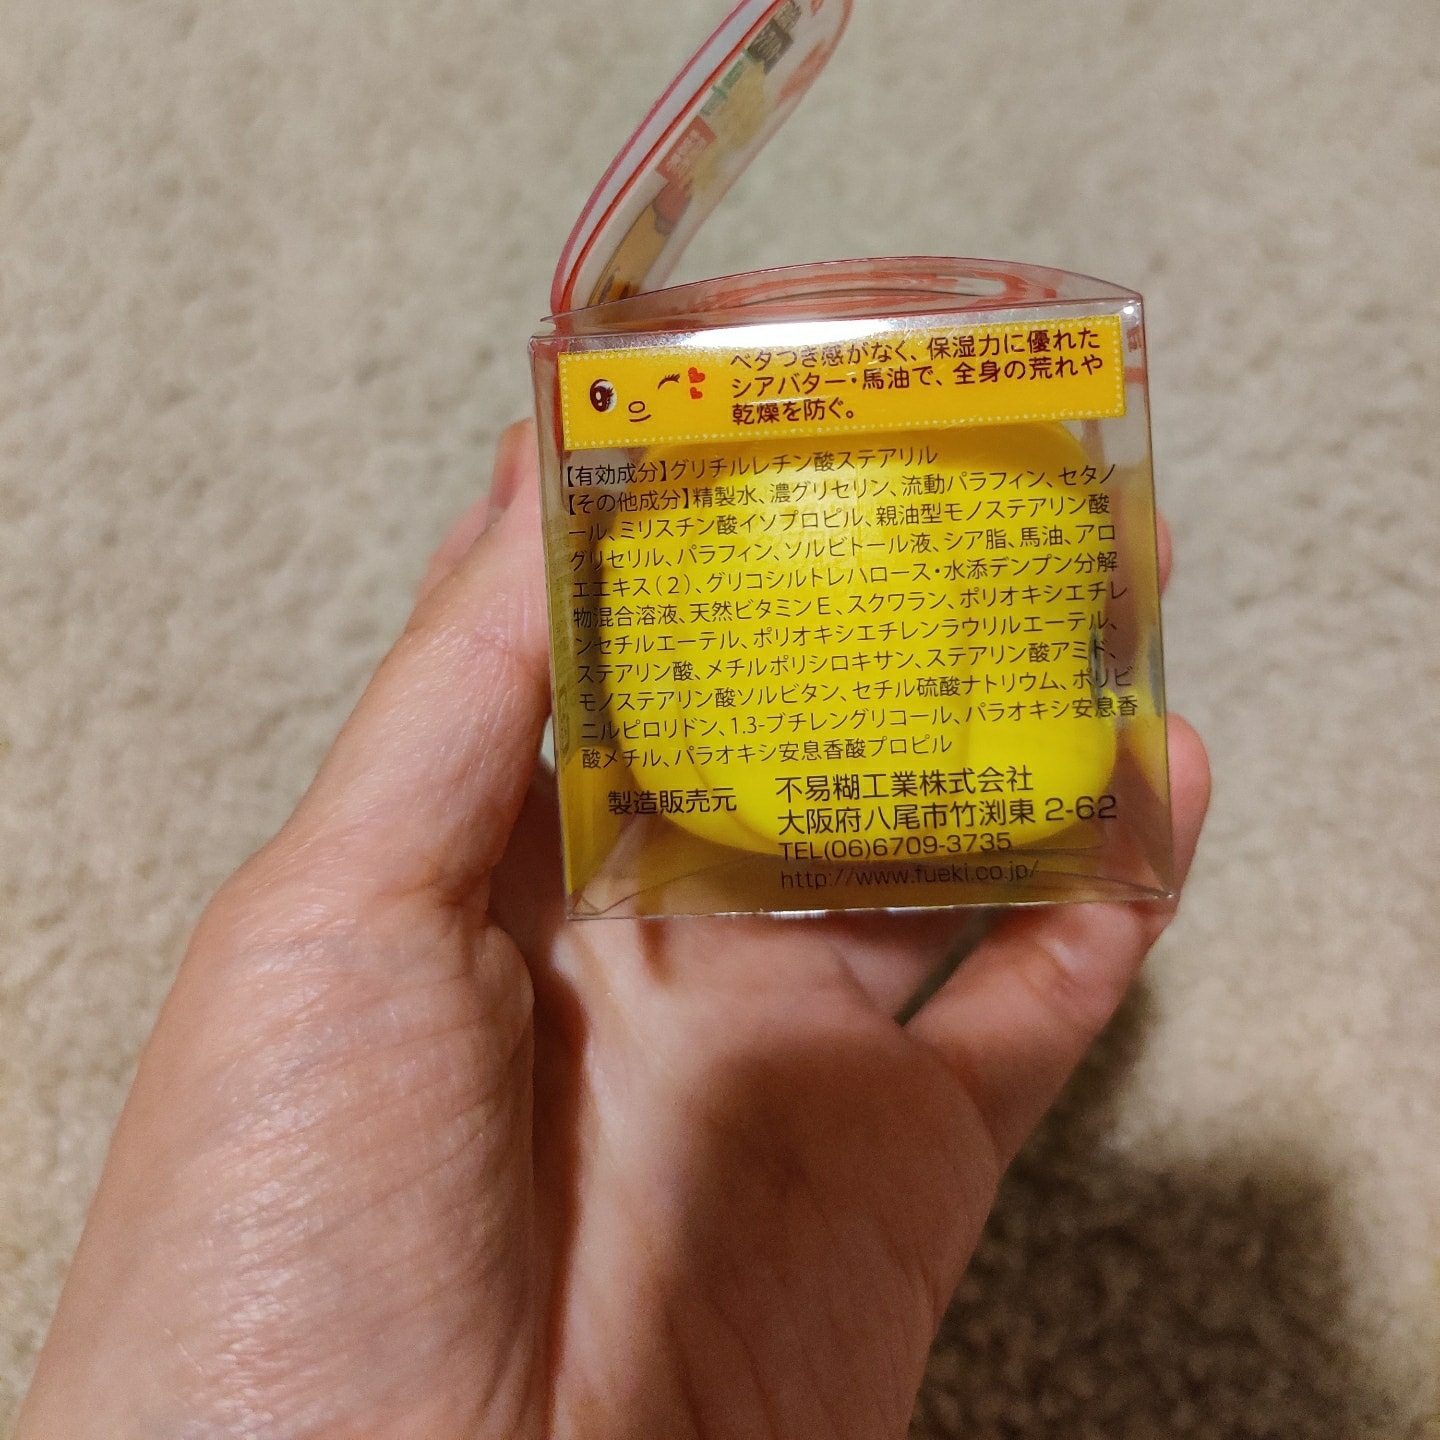 ベタつき感がなく、保湿力に優れた
シアバター・馬油で、全身の荒れや
乾燥を防ぐ。
【有効成分】グリチルレチン酸ステアリル
【その他成分】精製水、濃グリセリン、流動パラフィン、セタノ
ール、ミリスチン酸イソプロピル、親油型モノステアリン酸
グリセリル、パラフィン、ソルビトール液、シア脂、馬油、アロ
エエキス(2)、グリコシルトレハロース・水添デンプン分解
物混合溶液、天然ビタミンE、スクワラン、ポリオキシエチレ
ンセチルエーテル、ポリオキシエチレンラウリルエーテル、
ステアリン酸、メチルポリシロキサン、ステアリン酸アミド、
モノステアリン酸ソルビタン、セチル硫酸ナトリウム、ポリビ
ニルピロリドン、1.3-ブチレングリコール、パラオキシ安息香
酸メチル、パラオキシ安息香酸プロピル
製造販売元 不易糊工業株式会社
大阪府八尾市竹渕東 2-62
TEL(06)6709-3735
http://www.fueki.co.jp/